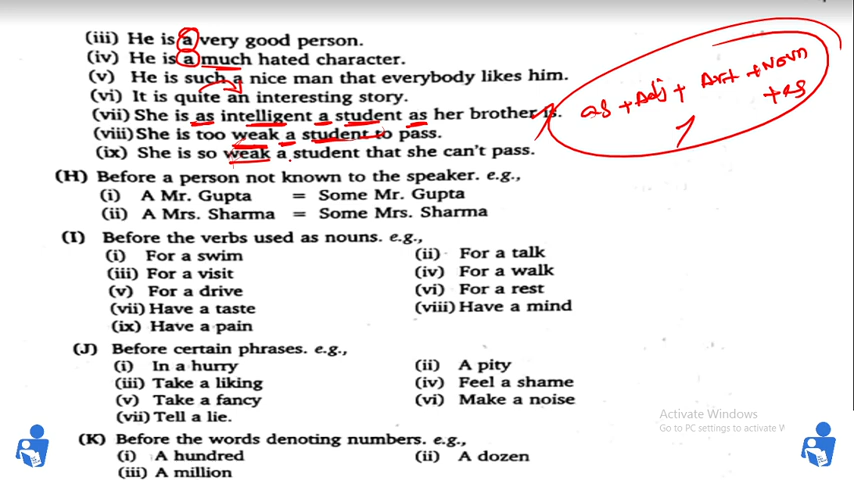 (iii) He is a very good person.
(iv) He is a much hated character.
(v) He is such a nice man that everybody likes him.
(vi) It is quite an interesting story.
(vii) She is as intelligent a student as her brother is.
(viii) She is too weak a student to pass.
(ix) She is so weak a student that she can't pass.
as + Adj + Art + Noun
+ as
(H) Before a person not known to the speaker. e.g.,
(i) A Mr. Gupta = Some Mr. Gupta
(ii) A Mrs. Sharma = Some Mrs. Sharma
(I) Before the verbs used as nouns. e.g.,
(i) For a swim (ii) For a talk
(iii) For a visit (iv) For a walk
(v) For a drive (vi) For a rest
(vii) Have a taste (viii) Have a mind
(ix) Have a pain
(J) Before certain phrases. e.g.,
(i) In a hurry (ii) A pity
(iii) Take a liking (iv) Feel a shame
(v) Take a fancy (vi) Make a noise
(vii) Tell a lie.
(K) Before the words denoting numbers. e.g.,
(i) A hundred (ii) A dozen
(iii) A million
Activate Windows
Go to PC settings to activate W